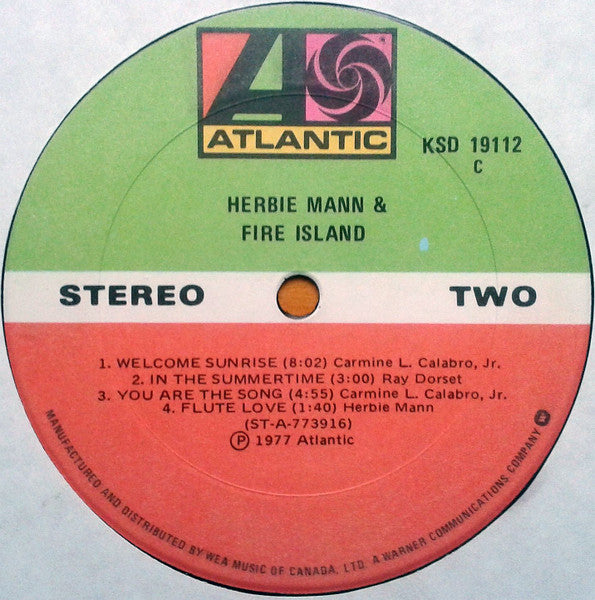 ATLANTIC
KSD 19112
C
HERBIE MANN &
FIRE ISLAND
STEREO
TWO
1. WELCOME SUNRISE (8:02) Carmine L. Calabro, Jr.
2. IN THE SUMMERTIME (3:00) Ray Dorset
3. YOU ARE THE SONG (4:55) Carmine L. Calabro, Jr.
4. FLUTE LOVE (1:40) Herbie Mann
(ST-A-773916)
Ⓟ 1977 Atlantic
MANUFACTURED AND DISTRIBUTED BY WEA MUSIC OF CANADA, LTD. A WARNER COMMUNICATIONS COMPANY